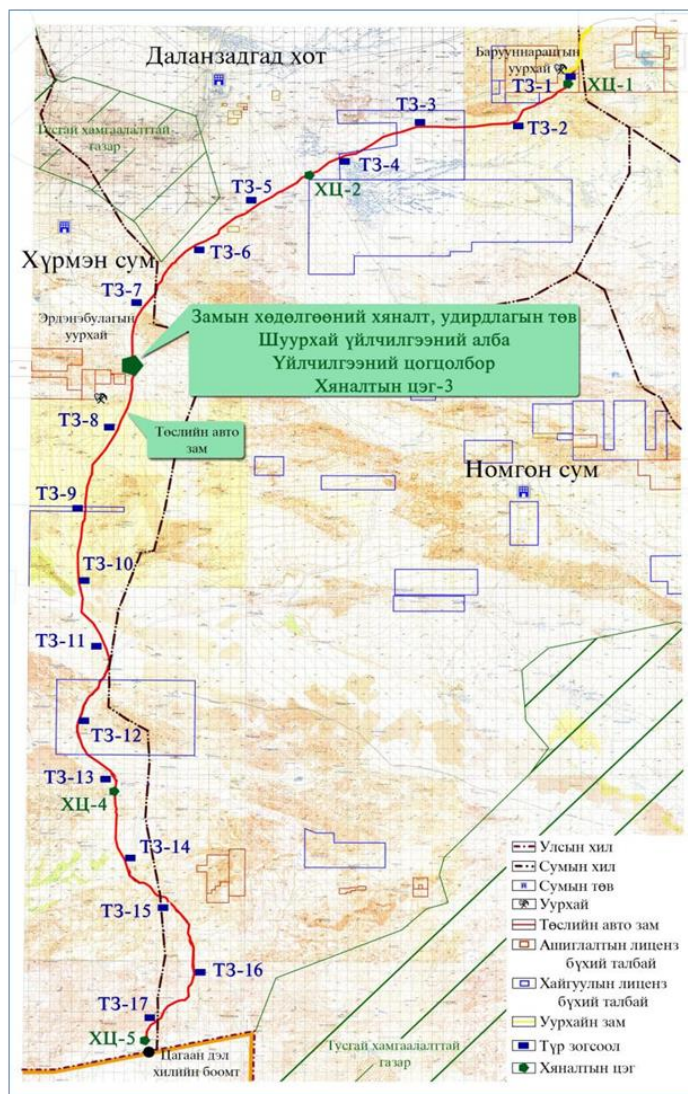 Даланзадгад хот
Барууннарантын
уурхай
ТЗ-1
ХЦ-1
ТЗ-2
ТЗ-3
Тусгай хамгаалалттай
газар
ТЗ-4
ХЦ-2
ТЗ-5
ТЗ-6
Хүрмэн сум
ТЗ-7
Эрдэнэбулагын
уурхай
Замын хөдөлгөөний хяналт, удирдлагын төв
Шуурхай үйлчилгээний алба
Үйлчилгээний цогцолбор
Хяналтын цэг-3
ТЗ-8
Төслийн авто
зам
Номгон сум
ТЗ-9
ТЗ-10
ТЗ-11
ТЗ-12
ТЗ-13
ХЦ-4
ТЗ-14
ТЗ-15
ТЗ-16
ТЗ-17
ХЦ-5
Цагаан дэл
хилийн боомт
Тусгай хамгаалалттай
газар
Улсын хил
Сумын хил
Сумын төв
Уурхай
Төслийн авто зам
Ашиглалтын лиценз
бүхий талбай
Хайгуулын лиценз
бүхий талбай
Уурхайн зам
Түр зогсоол
Хяналтын цэг